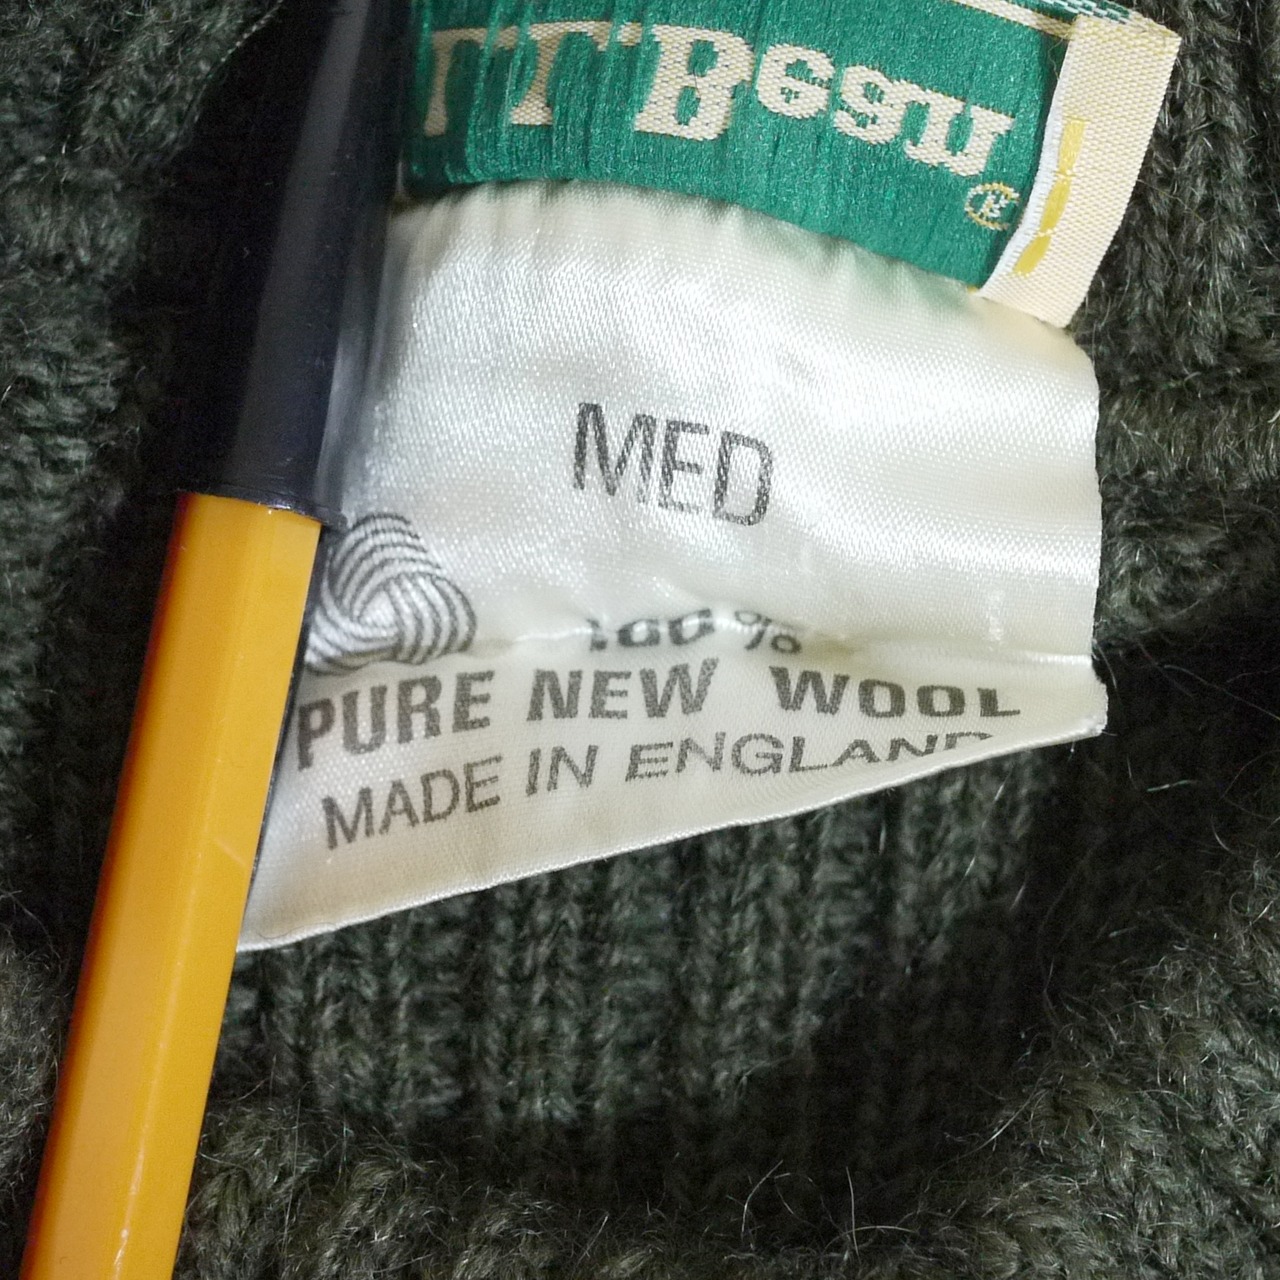 MED
100%
PURE NEW WOOL
MADE IN ENGLAND